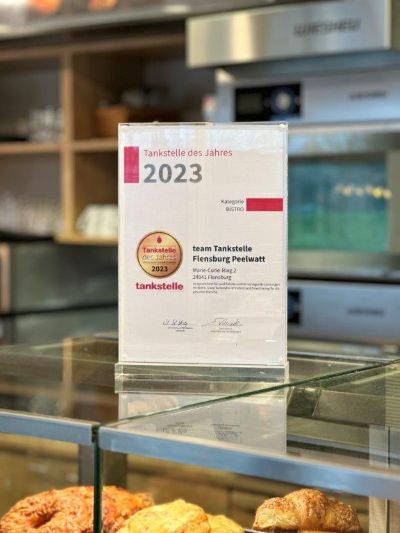 WIESHEU
Tankstelle des Jahres
2023
Kategorie
BISTRO
Tankstelle
des Jahres
2023
tankstelle
team Tankstelle
Flensburg Peelwatt
Marie-Curie-Ring 2
24941 Flensburg